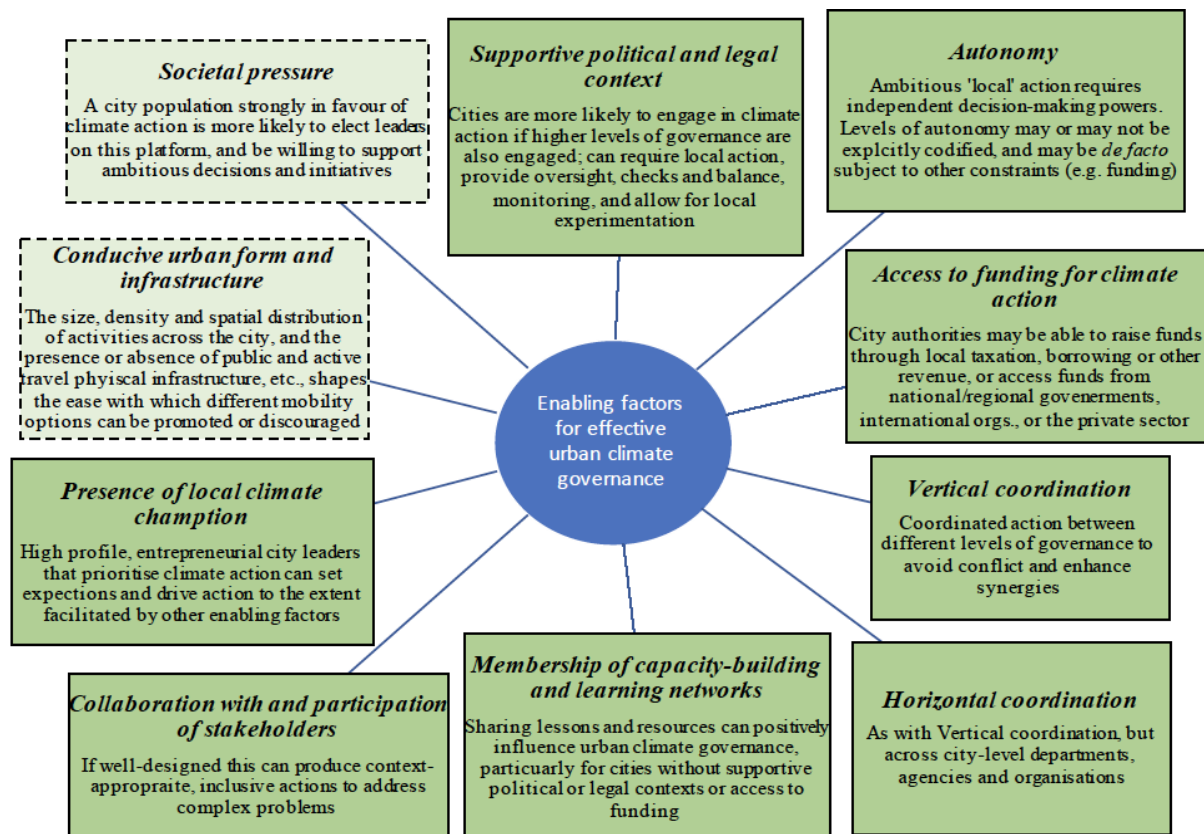 Societal pressure
A city population strongly in favour of
climate action is more likely to elect leaders
on this platform, and be willing to support
ambitious decisions and initiatives
Supportive political and legal
context
Cities are more likely to engage in climate
action if higher levels of governance are
also engaged; can require local action,
provide oversight, checks and balance,
monitoring, and allow for local
experimentation
Autonomy
Ambitious 'local' action requires
independent decision-making powers.
Levels of autonomy may or may not be
explcitly codified, and may be de facto
subject to other constraints (e.g. funding)
Conducive urban form and
infrastructure
The size, density and spatial distribution
of activities across the city, and the
presence or absence of public and active
travel phyiscal infrastructure, etc., shapes
the ease with which different mobility
options can be promoted or discouraged
Enabling factors
for effective
urban climate
governance
Access to funding for climate
action
City authorities may be able to raise funds
through local taxation, borrowing or other
revenue, or access funds from
national/regional govenerments,
international orgs., or the private sector
Presence of local climate
chamption
High profile, entrepreneurial city leaders
that prioritise climate action can set
expections and drive action to the extent
facilitated by other enabling factors
Vertical coordination
Coordinated action between
different levels of governance to
avoid conflict and enhance
synergies
Collaboration with and participation
of stakeholders
If well-designed this can produce context-
appropraite, inclusive actions to address
complex problems
Membership of capacity-building
and learning networks
Sharing lessons and resources can positively
influence urban climate governance,
particuarly for cities without supportive
political or legal contexts or access to
funding
Horizontal coordination
As with Vertical coordination, but
across city-level departments,
agencies and organisations